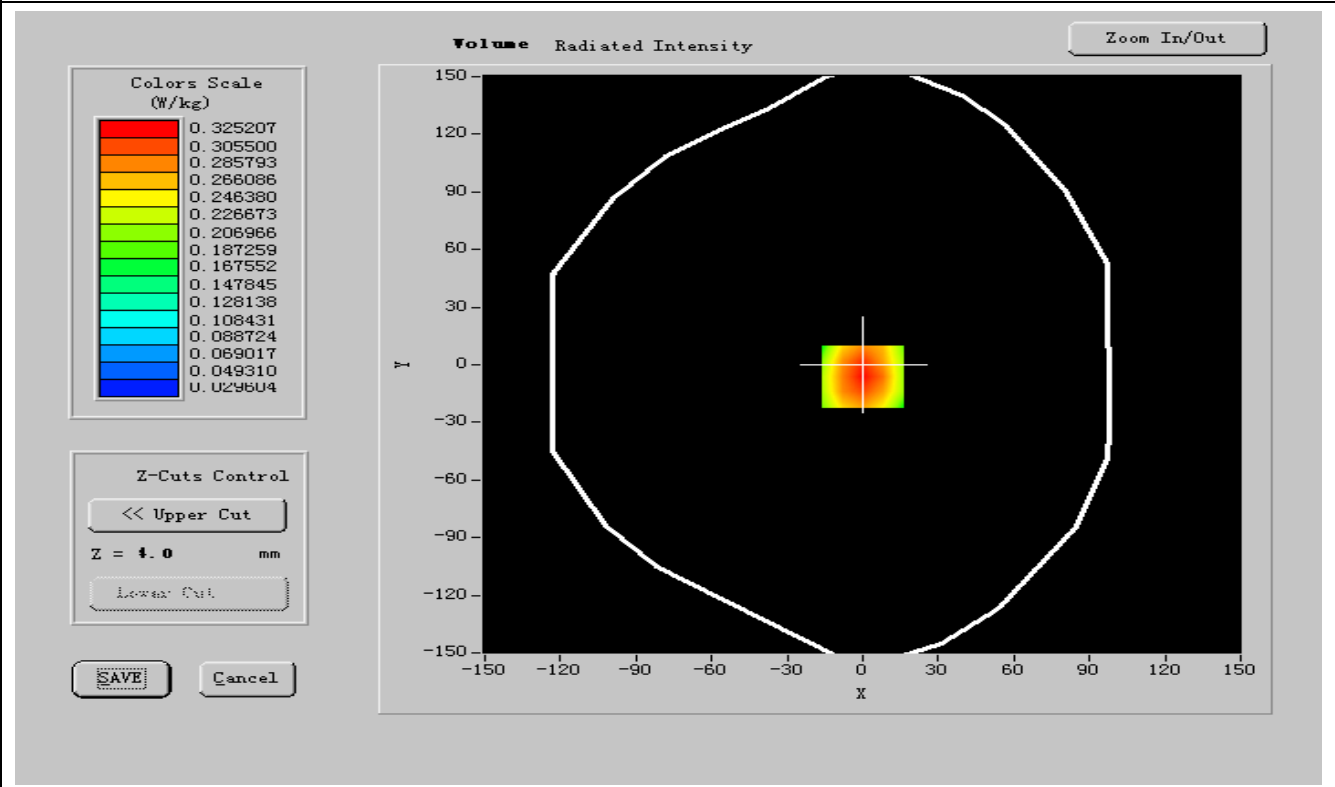 Volume Radiated Intensity
Zoom In/Out
Colors Scale
(W/kg)
0.325207
0.305500
0.285793
0.266086
0.246380
0.226673
0.206966
0.187259
0.167552
0.147845
0.128138
0.108431
0.088724
0.069017
0.049310
0.029604
Z-Cuts Control
<< Upper Cut
Z = 4.0 mm
Lower Cut
SAVE
Cancel
150
120
90
60
30
0
-30
-60
-90
-120
-150
Y
-150 -120 -90 -60 -30 0 30 60 90 120 150
X